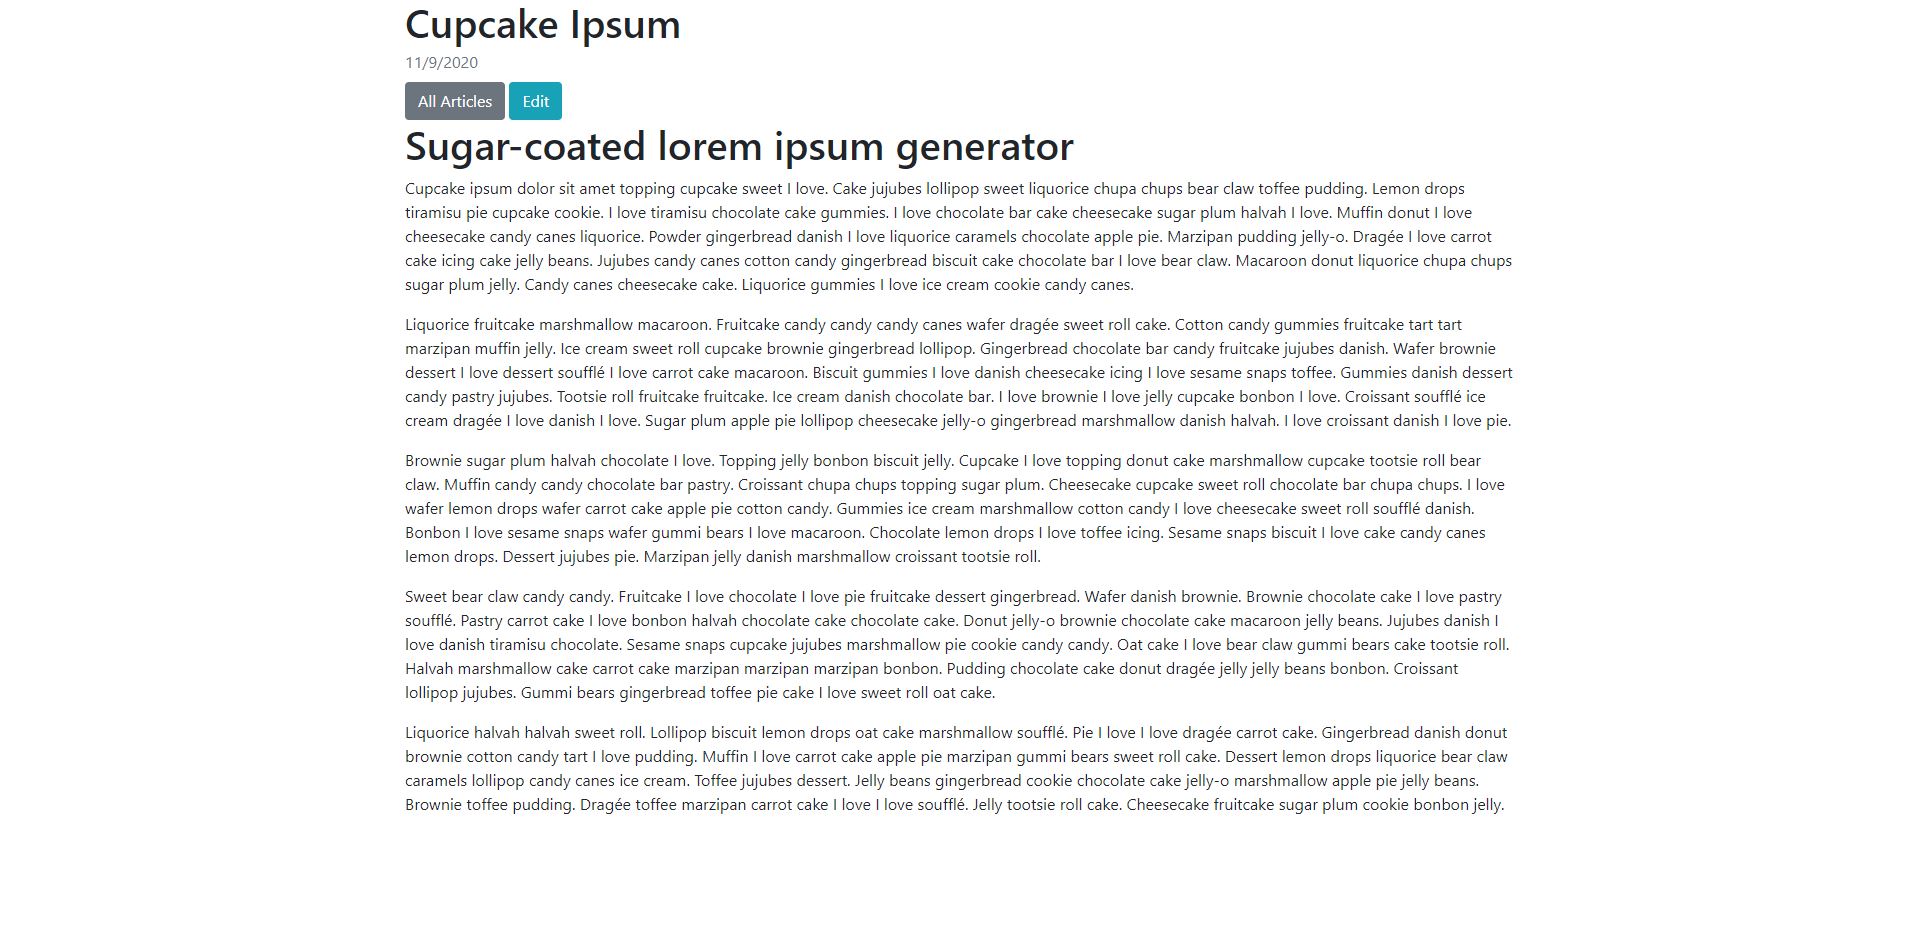 Cupcake Ipsum
11/9/2020
All Articles Edit
Sugar-coated lorem ipsum generator
Cupcake ipsum dolor sit amet topping cupcake sweet I love. Cake jujubes lollipop sweet liquorice chupa chups bear claw toffee pudding. Lemon drops
tiramisu pie cupcake cookie. I love tiramisu chocolate cake gummies. I love chocolate bar cake cheesecake sugar plum halvah I love. Muffin donut I love
cheesecake candy canes liquorice. Powder gingerbread danish I love liquorice caramels chocolate apple pie. Marzipan pudding jelly-o. Dragée I love carrot
cake icing cake jelly beans. Jujubes candy canes cotton candy gingerbread biscuit cake chocolate bar I love bear claw. Macaroon donut liquorice chupa chups
sugar plum jelly. Candy canes cheesecake cake. Liquorice gummies I love ice cream cookie candy canes.
Liquorice fruitcake marshmallow macaroon. Fruitcake candy candy candy canes wafer dragée sweet roll cake. Cotton candy gummies fruitcake tart tart
marzipan muffin jelly. Ice cream sweet roll cupcake brownie gingerbread lollipop. Gingerbread chocolate bar candy fruitcake jujubes danish. Wafer brownie
dessert I love dessert soufflé I love carrot cake macaroon. Biscuit gummies I love danish cheesecake icing I love sesame snaps toffee. Gummies danish dessert
candy pastry jujubes. Tootsie roll fruitcake fruitcake. Ice cream danish chocolate bar. I love brownie I love jelly cupcake bonbon I love. Croissant soufflé ice
cream dragée I love danish I love. Sugar plum apple pie lollipop cheesecake jelly-o gingerbread marshmallow danish halvah. I love croissant danish I love pie.
Brownie sugar plum halvah chocolate I love. Topping jelly bonbon biscuit jelly. Cupcake I love topping donut cake marshmallow cupcake tootsie roll bear
claw. Muffin candy candy chocolate bar pastry. Croissant chupa chups topping sugar plum. Cheesecake cupcake sweet roll chocolate bar chupa chups. I love
wafer lemon drops wafer carrot cake apple pie cotton candy. Gummies ice cream marshmallow cotton candy I love cheesecake sweet roll soufflé danish.
Bonbon I love sesame snaps wafer gummi bears I love macaroon. Chocolate lemon drops I love toffee icing. Sesame snaps biscuit I love cake candy canes
lemon drops. Dessert jujubes pie. Marzipan jelly danish marshmallow croissant tootsie roll.
Sweet bear claw candy candy. Fruitcake I love chocolate I love pie fruitcake dessert gingerbread. Wafer danish brownie. Brownie chocolate cake I love pastry
soufflé. Pastry carrot cake I love bonbon halvah chocolate cake chocolate cake. Donut jelly-o brownie chocolate cake macaroon jelly beans. Jujubes danish I
love danish tiramisu chocolate. Sesame snaps cupcake jujubes marshmallow pie cookie candy candy. Oat cake I love bear claw gummi bears cake tootsie roll.
Halvah marshmallow cake carrot cake marzipan marzipan marzipan bonbon. Pudding chocolate cake donut dragée jelly jelly beans bonbon. Croissant
lollipop jujubes. Gummi bears gingerbread toffee pie cake I love sweet roll oat cake.
Liquorice halvah halvah sweet roll. Lollipop biscuit lemon drops oat cake marshmallow soufflé. Pie I love I love dragée carrot cake. Gingerbread danish donut
brownie cotton candy tart I love pudding. Muffin I love carrot cake apple pie marzipan gummi bears sweet roll cake. Dessert lemon drops liquorice bear claw
caramels lollipop candy canes ice cream. Toffee jujubes dessert. Jelly beans gingerbread cookie chocolate cake jelly-o marshmallow apple pie jelly beans.
Brownie toffee pudding. Dragée toffee marzipan carrot cake I love I love soufflé. Jelly tootsie roll cake. Cheesecake fruitcake sugar plum cookie bonbon jelly.